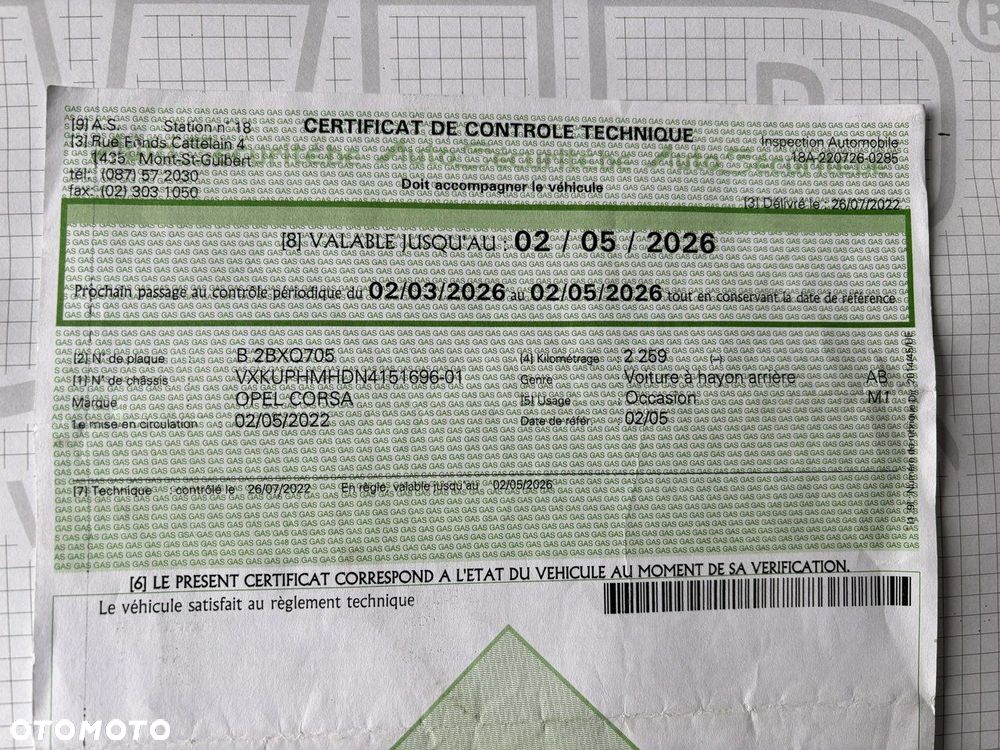 [9] A.S. Station n° 18
[3] Rue Fonds Cattelain 4
1435 Mont-St-Guibert
tél. (087) 57 2030
fax: (02) 303 1050
CERTIFICAT DE CONTROLE TECHNIQUE
Doit accompagner le véhicule
Inspection Automobile
18A-220726-0285
[3] Délivré le : 26/07/2022
[8] VALABLE JUSQU'AU : 02 / 05 / 2026
Prochain passage au contrôle périodique du 02/03/2026 au 02/05/2026 tout en conservant la date de référence
[2] N° de plaque B 2BXQ705 [4] Kilométrage 2 259 (--)
[1] N° de châssis VXKUPHMHDN4151696-01 Genre Voiture à hayon arrière AB
Marque OPEL CORSA [5] Usage Occasion M1
1e mise en circulation 02/05/2022 Date de référ. 02/05
[7] Technique : contrôlé le 26/07/2022 En règle, valable jusqu'au 02/05/2026
[6] LE PRESENT CERTIFICAT CORRESPOND A L'ETAT DU VEHICULE AU MOMENT DE SA VERIFICATION.
Le véhicule satisfait au règlement technique
OTOMOTO